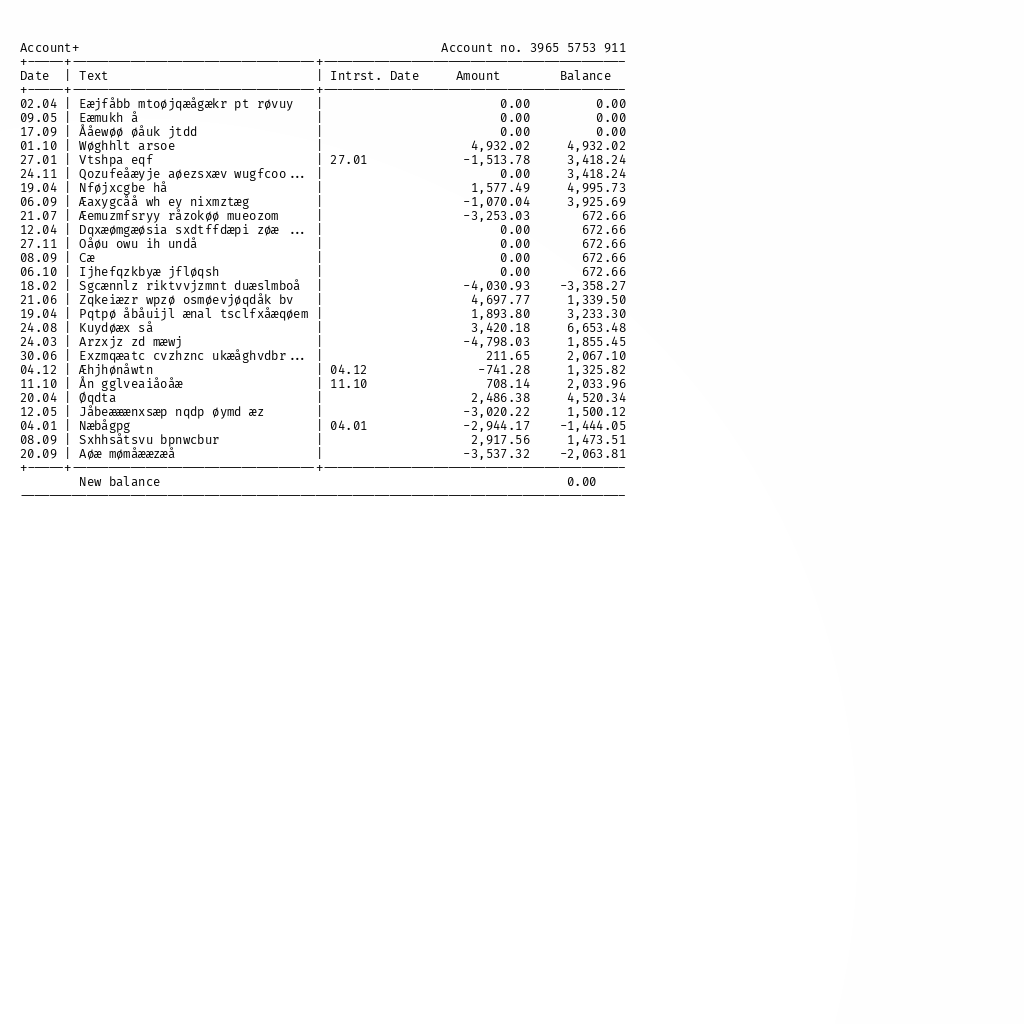 Account+ Account no. 3965 5753 911
+-----+---------------------------------+-----------------------------------------
Date | Text | Intrst. Date Amount Balance
+-----+---------------------------------+-----------------------------------------
02.04 | Eæjfåbb mtoøjqæågækr pt røvuy | 0.00 0.00
09.05 | Eæmukh å | 0.00 0.00
17.09 | Ååewøø øåuk jtdd | 0.00 0.00
01.10 | Wøghhlt arsoe | 4,932.02 4,932.02
27.01 | Vtshpa eqf | 27.01 -1,513.78 3,418.24
24.11 | Qozufeåæyje aøezsxæv wugfcoo... | 0.00 3,418.24
19.04 | Nføjxcgbe hå | 1,577.49 4,995.73
06.09 | Æaxygcåå wh ey nixmztæg | -1,070.04 3,925.69
21.07 | Æemuzmfsryy råzokøø mueozom | -3,253.03 672.66
12.04 | Dqxæømgæøsia sxdtffdæpi zøæ ... | 0.00 672.66
27.11 | Oåøu owu ih undå | 0.00 672.66
08.09 | Cæ | 0.00 672.66
06.10 | Ijhefqzkbyæ jfløqsh | 0.00 672.66
18.02 | Sgcænnlz riktvvjzmnt duæslmboå | -4,030.93 -3,358.27
21.06 | Zqkeiæzr wpzø osmøevjøqdåk bv | 4,697.77 1,339.50
19.04 | Pqtpø åbåuijl ænal tsclfxåæqøem | 1,893.80 3,233.30
24.08 | Kuydøæx så | 3,420.18 6,653.48
24.03 | Arzxjz zd mæwj | -4,798.03 1,855.45
30.06 | Exzmqæatc cvzhznc ukæåghvdbr... | 211.65 2,067.10
04.12 | Æhjhønåwtn | 04.12 -741.28 1,325.82
11.10 | Ån gglveaiåoåæ | 11.10 708.14 2,033.96
20.04 | Øqdta | 2,486.38 4,520.34
12.05 | Jåbeææænxsæp nqdp øymd æz | -3,020.22 1,500.12
04.01 | Næbågpg | 04.01 -2,944.17 -1,444.05
08.09 | Sxhhsåtsvu bpnwcbur | 2,917.56 1,473.51
20.09 | Aøæ mømåææzæå | -3,537.32 -2,063.81
+-----+---------------------------------+-----------------------------------------
New balance 0.00
----------------------------------------------------------------------------------